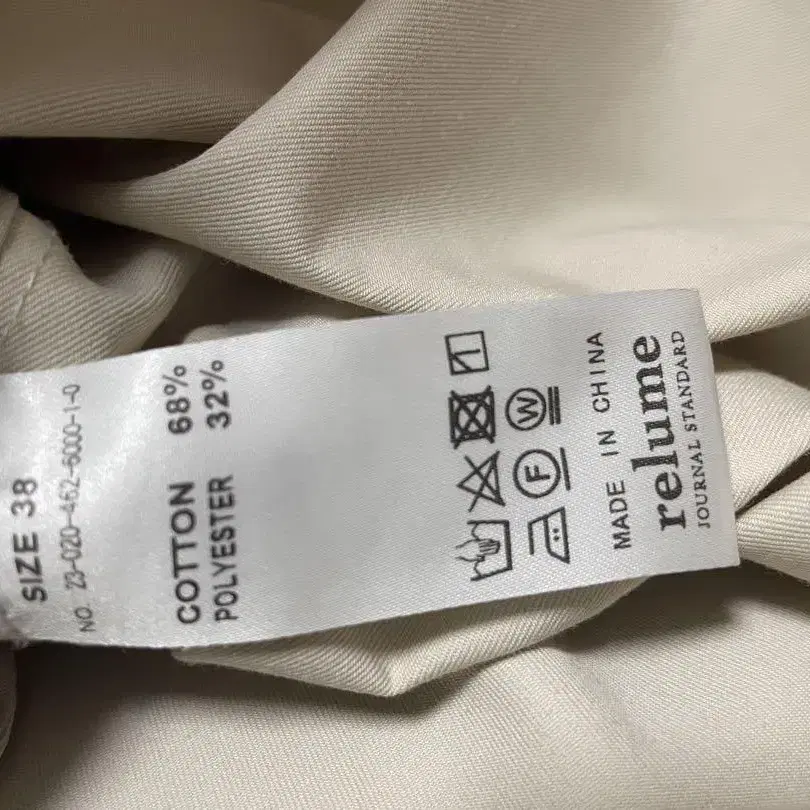 SIZE 38
NO. 23-020-462-6000-1-0
COTTON 68%
POLYESTER 32%
F W
MADE IN CHINA
relume
JOURNAL STANDARD